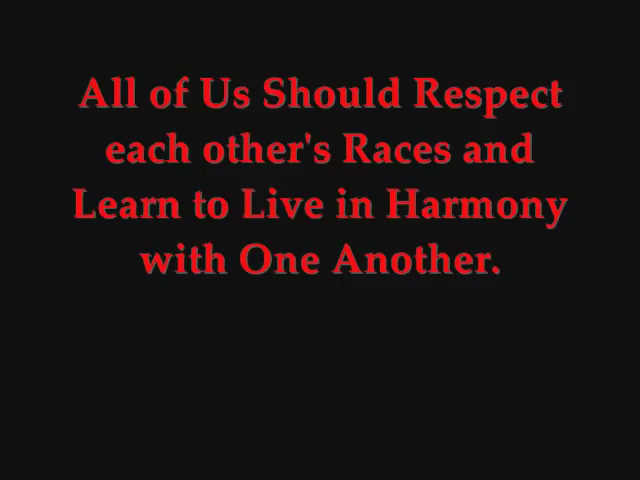 All of Us Should Respect
each other's Races and
Learn to Live in Harmony
with One Another.